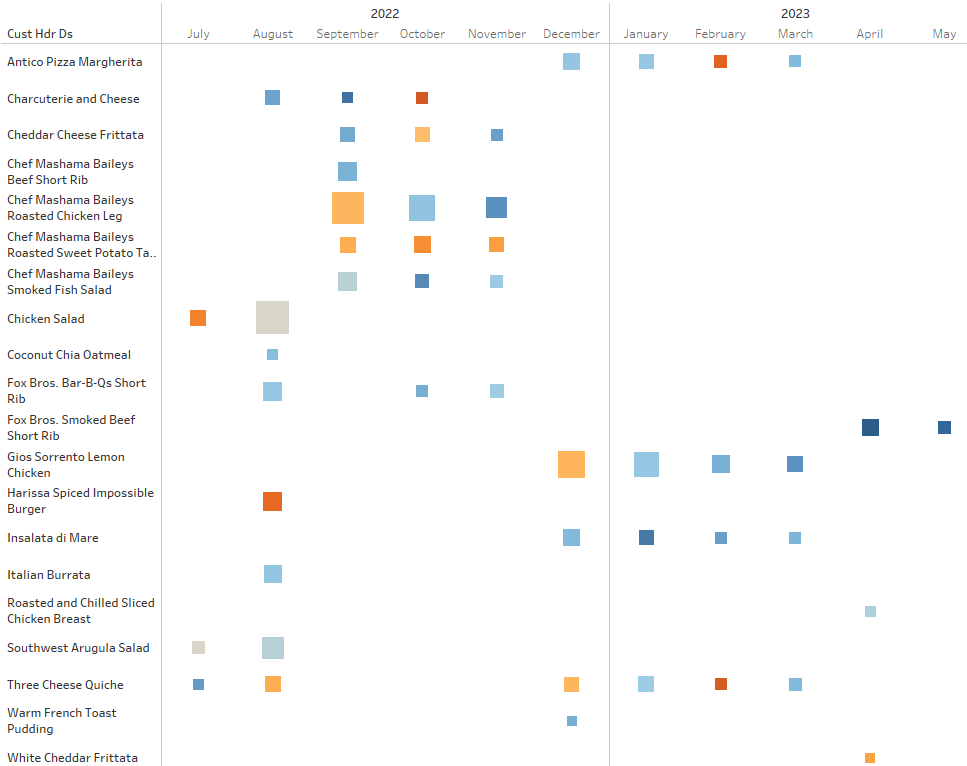 2022
2023
Cust Hdr Ds
July
August
September
October
November
December
January
February
March
April
May
Antico Pizza Margherita
Charcuterie and Cheese
Cheddar Cheese Frittata
Chef Mashama Baileys
Beef Short Rib
Chef Mashama Baileys
Roasted Chicken Leg
Chef Mashama Baileys
Roasted Sweet Potato Ta..
Chef Mashama Baileys
Smoked Fish Salad
Chicken Salad
Coconut Chia Oatmeal
Fox Bros. Bar-B-Qs Short
Rib
Fox Bros. Smoked Beef
Short Rib
Gios Sorrento Lemon
Chicken
Harissa Spiced Impossible
Burger
Insalata di Mare
Italian Burrata
Roasted and Chilled Sliced
Chicken Breast
Southwest Arugula Salad
Three Cheese Quiche
Warm French Toast
Pudding
White Cheddar Frittata